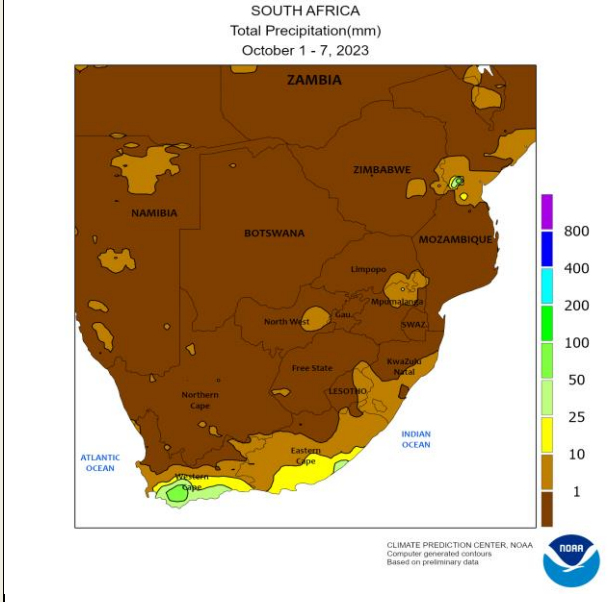 SOUTH AFRICA
Total Precipitation(mm)
October 1 - 7, 2023
ZAMBIA
ZIMBABWE
NAMIBIA
BOTSWANA
MOZAMBIQUE
Limpopo
Mpumalanga
North West
Gau.
SWAZ.
Free State
KwaZulu
Natal
LESOTHO
Northern
Cape
Eastern
Cape
Western
Cape
ATLANTIC
OCEAN
INDIAN
OCEAN
800
400
200
100
50
25
10
1
CLIMATE PREDICTION CENTER, NOAA
Computer generated contours
Based on preliminary data
NOAA